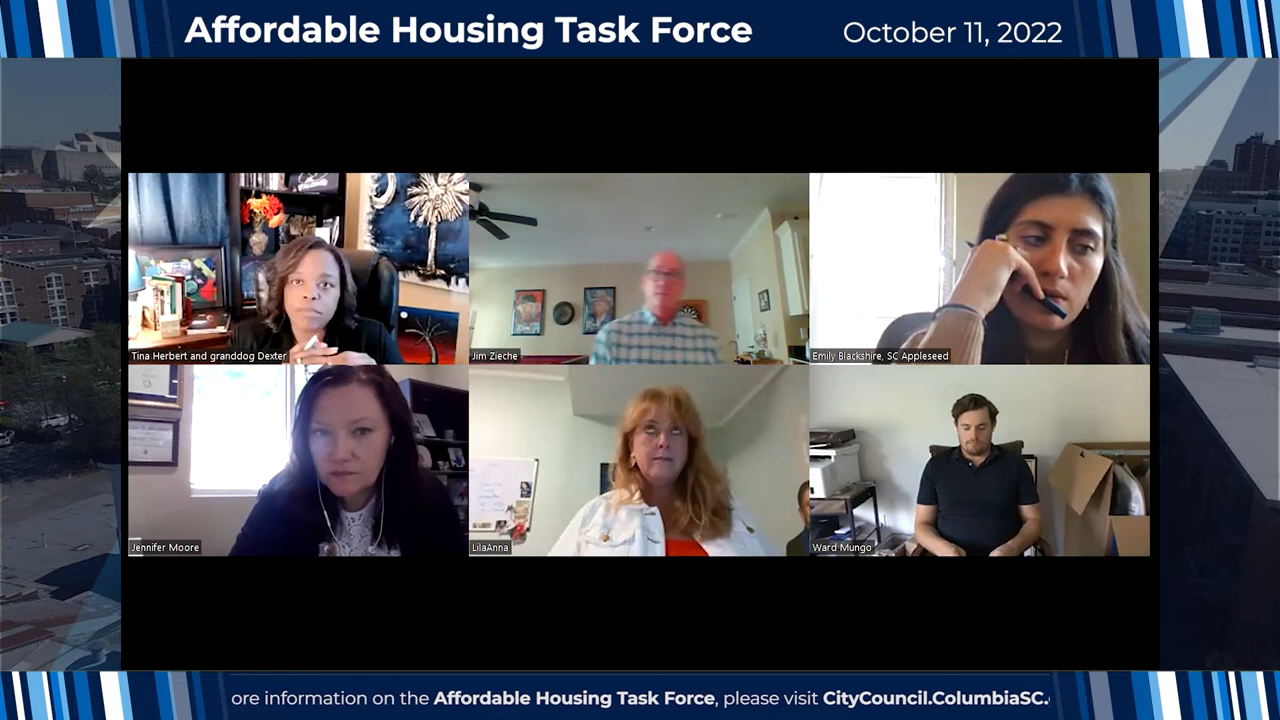 Affordable Housing Task Force
October 11, 2022
Tina Herbert and granddog Dexter
Jim Zieche
Emily Blackshire, SC Appleseed
Jennifer Moore
LilaAnna
Ward Mungo
ore information on the Affordable Housing Task Force, please visit CityCouncil.ColumbiaSC.